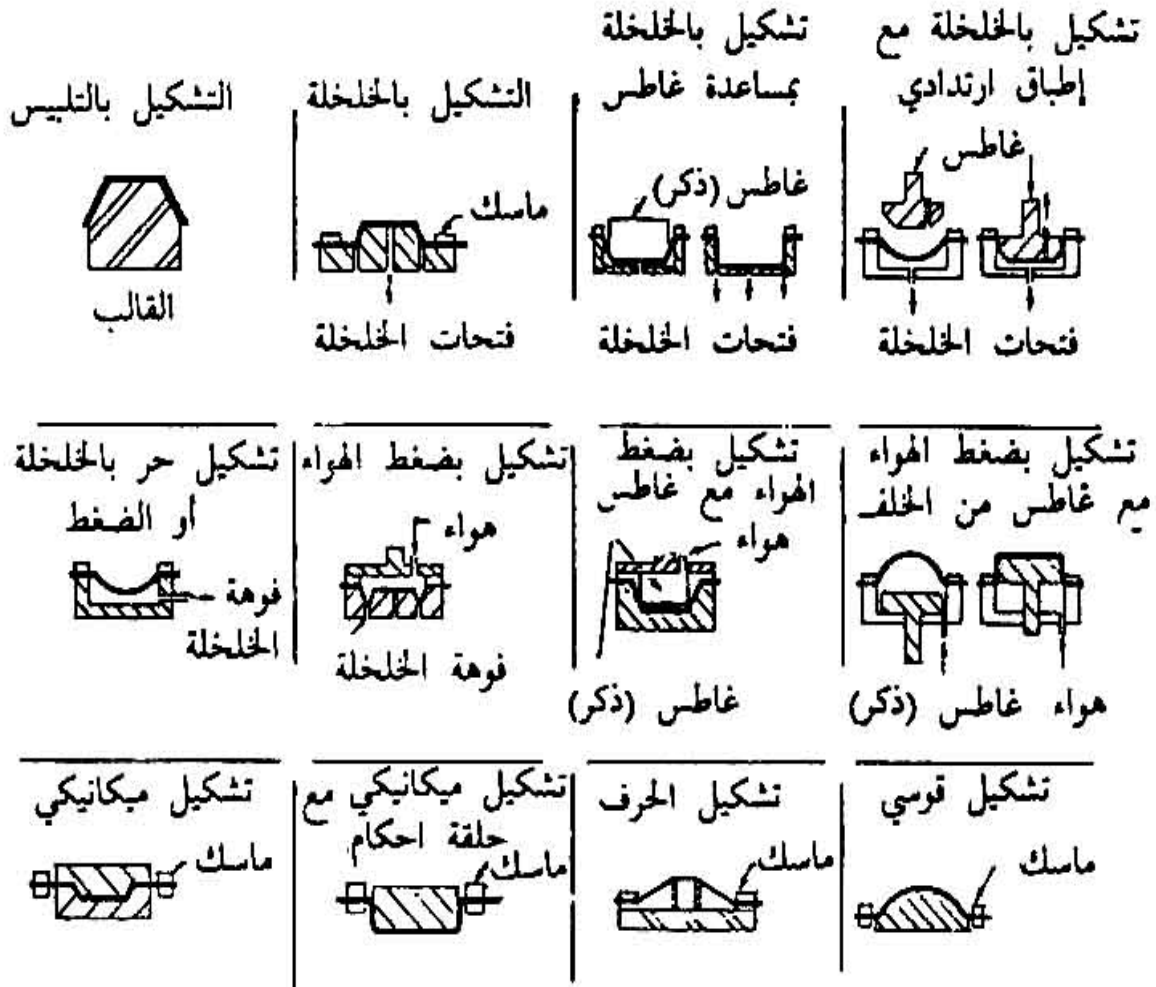 تشكيل بالخلخلة مع
إطباق ارتدادي
غاطس
فتحات الخلخلة
تشكيل بالخلخلة
بمساعدة غاطس
غاطس (ذكر)
فتحات الخلخلة
التشكيل بالخلخلة
ماسك
فتحات الخلخلة
التشكيل بالتلبيس
القالب
تشكيل بضغط الهواء
مع غاطس من الخلف
هواء غاطس (ذكر)
تشكيل بضغط
الهواء مع غاطس
هواء
غاطس (ذكر)
تشكيل بضغط الهواء
هواء
فوهة الخلخلة
تشكيل حر بالخلخلة
أو الضغط
فوهة
الخلخلة
تشكيل قوسي
ماسك
تشكيل الحرف
ماسك
تشكيل ميكانيكي مع
حلقة احكام
ماسك
تشكيل ميكانيكي
ماسك